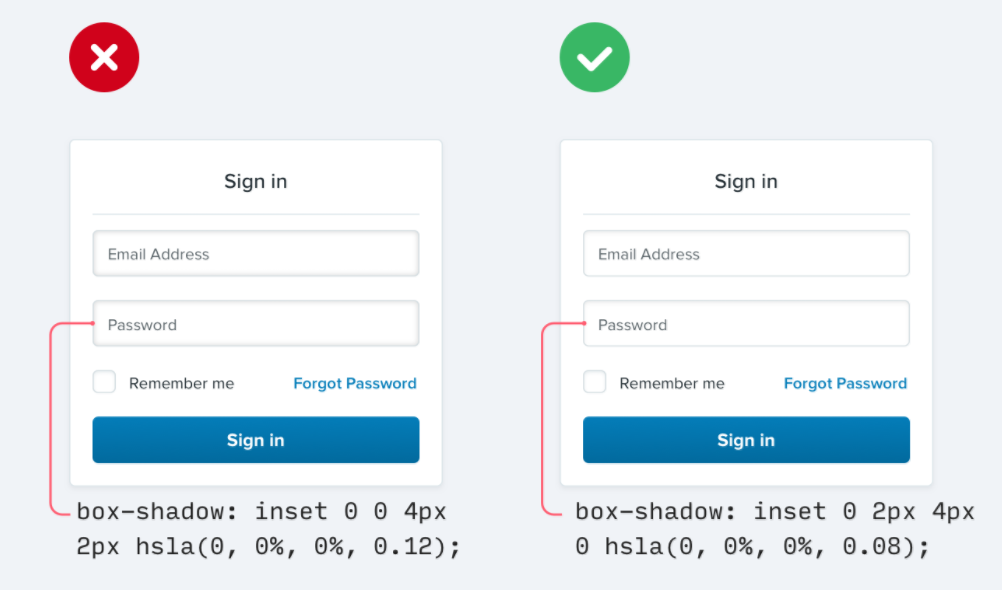 Sign in
Email Address
Password
Remember me
Forgot Password
Sign in
box-shadow: inset 0 0 4px
2px hsla(0, 0%, 0%, 0.12);
Sign in
Email Address
Password
Remember me
Forgot Password
Sign in
box-shadow: inset 0 2px 4px
0 hsla(0, 0%, 0%, 0.08);